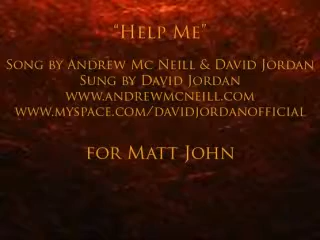 “Help Me”
Song by Andrew Mc Neill & David Jordan
Sung by David Jordan
www.andrewmcneill.com
www.myspace.com/davidjordanofficial
for Matt John